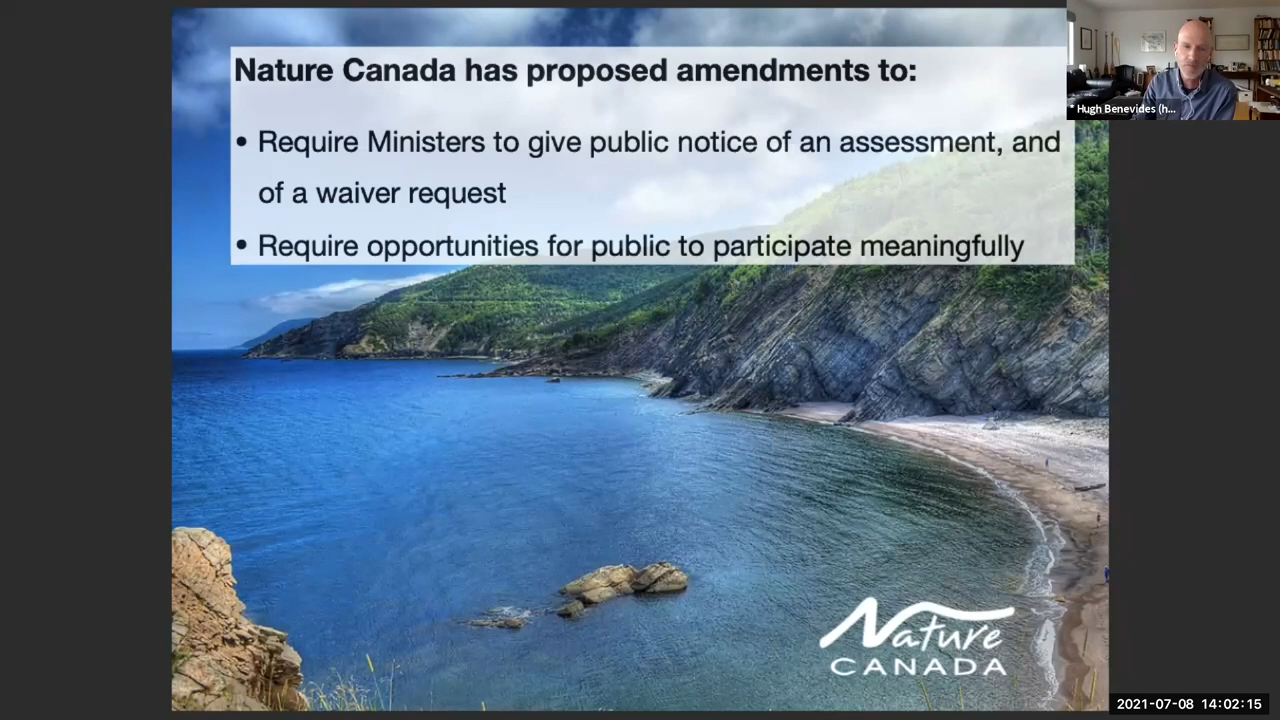 Nature Canada has proposed amendments to:
• Require Ministers to give public notice of an assessment, and
of a waiver request
• Require opportunities for public to participate meaningfully
* Hugh Benevides (h...
Nature
CANADA
2021-07-08 14:02:15